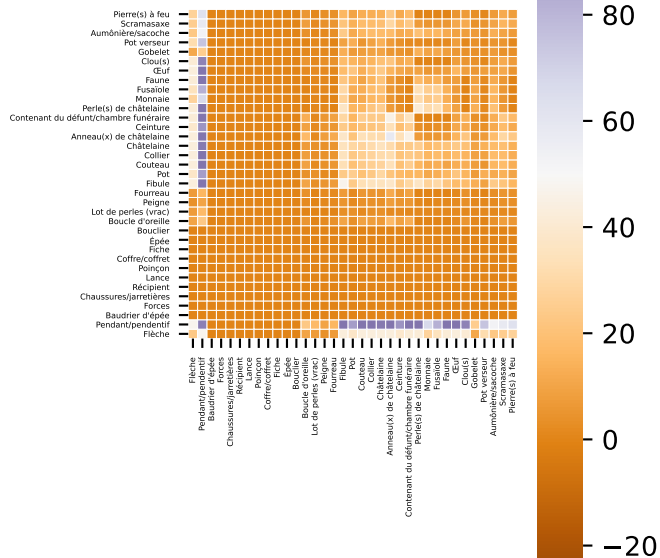 Pierre(s) à feu
Scramasaxe
Aumônière/sacoche
Pot verseur
Gobelet
Clou(s)
Œuf
Faune
Fusaïole
Monnaie
Perle(s) de châtelaine
Contenant du défunt/chambre funéraire
Ceinture
Anneau(x) de châtelaine
Châtelaine
Collier
Couteau
Pot
Fibule
Fourreau
Peigne
Lot de perles (vrac)
Boucle d'oreille
Bouclier
Épée
Fiche
Coffre/coffret
Poinçon
Lance
Récipient
Chaussures/jarretières
Forces
Baudrier d'épée
Pendant/pendentif
Flèche
Flèche
Pendant/pendentif
Baudrier d'épée
Forces
Chaussures/jarretières
Récipient
Lance
Poinçon
Coffre/coffret
Fiche
Épée
Bouclier
Boucle d'oreille
Lot de perles (vrac)
Peigne
Fourreau
Fibule
Pot
Couteau
Collier
Châtelaine
Anneau(x) de châtelaine
Ceinture
Contenant du défunt/chambre funéraire
Perle(s) de châtelaine
Monnaie
Fusaïole
Faune
Œuf
Clou(s)
Gobelet
Pot verseur
Aumônière/sacoche
Scramasaxe
Pierre(s) à feu
80
60
40
20
0
−20